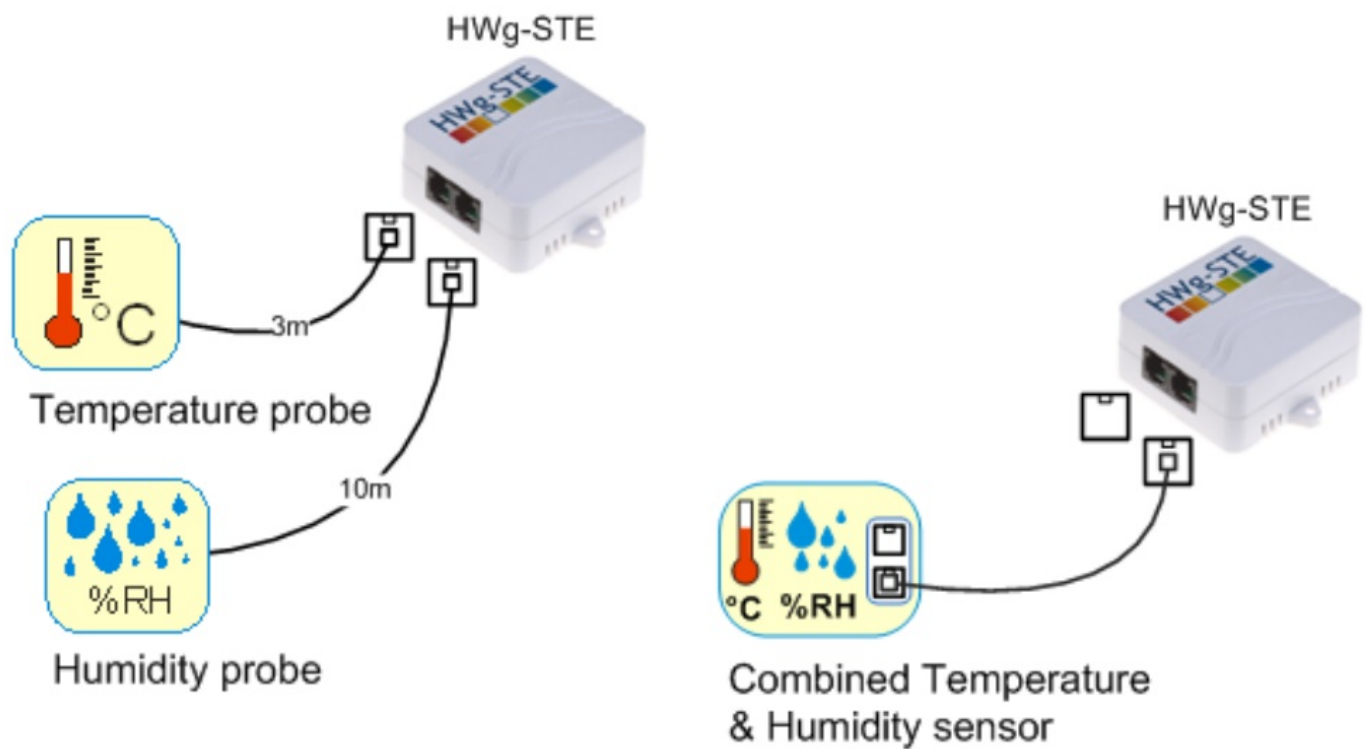 HWg-STE
HWg-STE
°C
3m
Temperature probe
10m
%RH
Humidity probe
HWg-STE
HWg-STE
°C %RH
Combined Temperature
& Humidity sensor